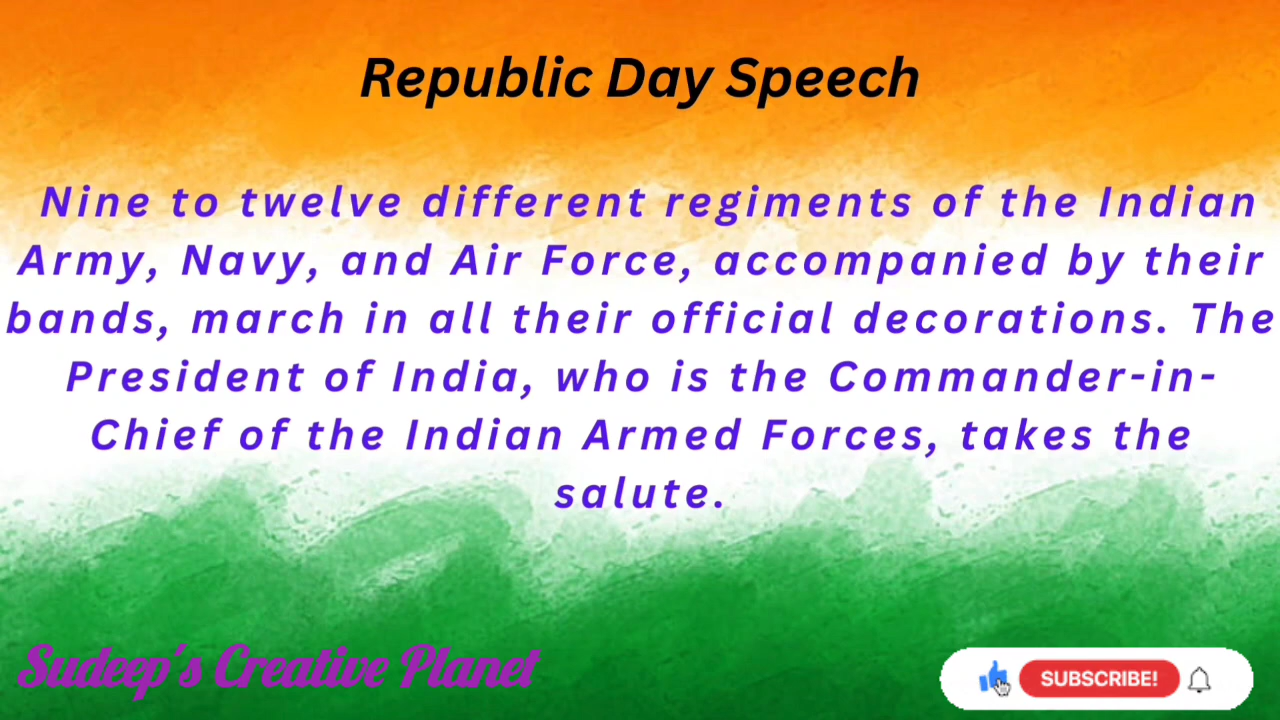 Republic Day Speech
Nine to twelve different regiments of the Indian
Army, Navy, and Air Force, accompanied by their
bands, march in all their official decorations. The
President of India, who is the Commander-in-
Chief of the Indian Armed Forces, takes the
salute.
Sudeep's Creative Planet
SUBSCRIBE!